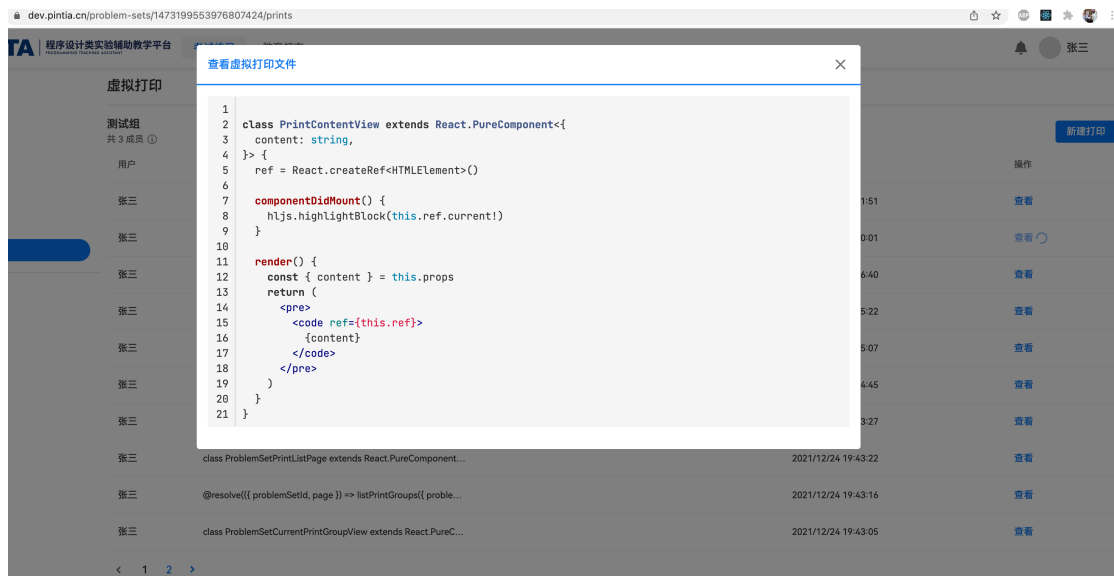 dev.pintia.cn/problem-sets/1473199553976807424/prints
TA 程序设计类实验辅助教学平台
PROGRAMMING TEACHING ASSISTANT
张三
虚拟打印
查看虚拟打印文件
测试组
共 3 成员
新建打印
用户
操作
1
2 class PrintContentView extends React.PureComponent<{
3   content: string,
4 }> {
5   ref = React.createRef<HTMLElement>()
6
7   componentDidMount() {
8     hljs.highlightBlock(this.ref.current!)
9   }
10
11   render() {
12     const { content } = this.props
13     return (
14       <pre>
15         <code ref={this.ref}>
16           {content}
17         </code>
18       </pre>
19     )
20   }
21 }
张三 1:51 查看
张三 0:01 查看
张三 6:40 查看
张三 5:22 查看
张三 5:07 查看
张三 4:45 查看
张三 3:27 查看
张三 class ProblemSetPrintListPage extends React.PureComponent... 2021/12/24 19:43:22 查看
张三 @resolve(({ problemSetId, page }) => listPrintGroups({ proble... 2021/12/24 19:43:16 查看
张三 class ProblemSetCurrentPrintGroupView extends React.PureC... 2021/12/24 19:43:05 查看
< 1 2 >